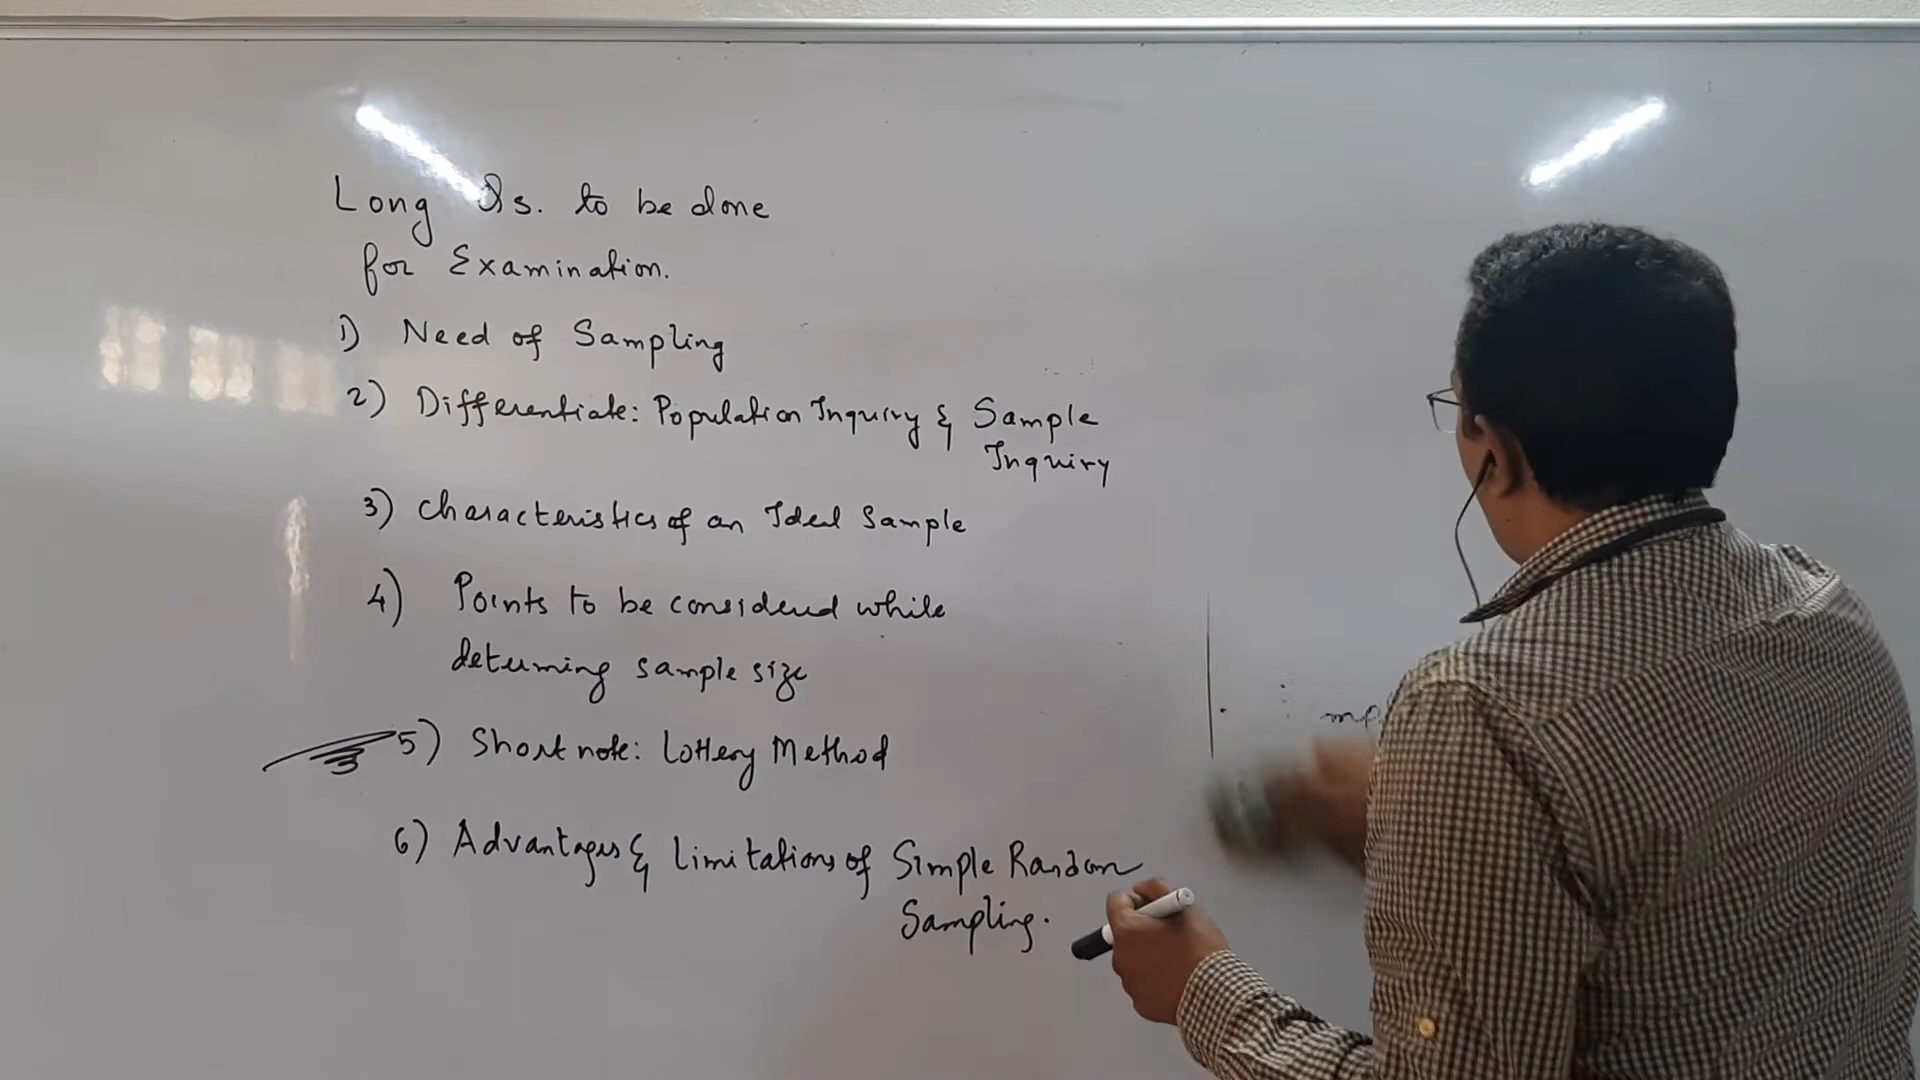 Long Qs. to be done
for Examination.
1) Need of Sampling
2) Differentiate: Population Inquiry & Sample
Inquiry
3) Characteristics of an Ideal Sample
4) Points to be considered while
determing sample size
5) Short note: Lottery Method
6) Advantages & Limitations of Simple Random
Sampling.